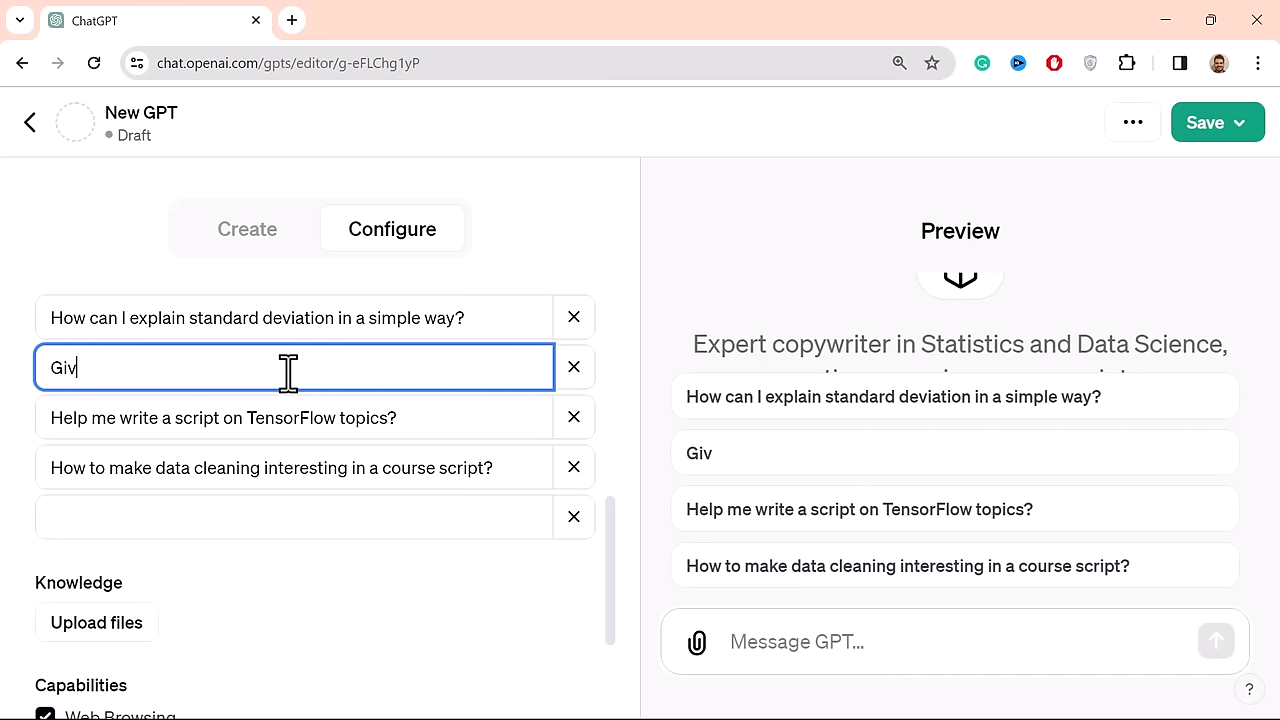 ChatGPT
chat.openai.com/gpts/editor/g-eFLChg1yP
New GPT
Draft
Save
Create
Configure
How can I explain standard deviation in a simple way?
Giv
Help me write a script on TensorFlow topics?
How to make data cleaning interesting in a course script?
Knowledge
Upload files
Capabilities
Web Browsing
Preview
Expert copywriter in Statistics and Data Science,
How can I explain standard deviation in a simple way?
Giv
Help me write a script on TensorFlow topics?
How to make data cleaning interesting in a course script?
Message GPT...
?